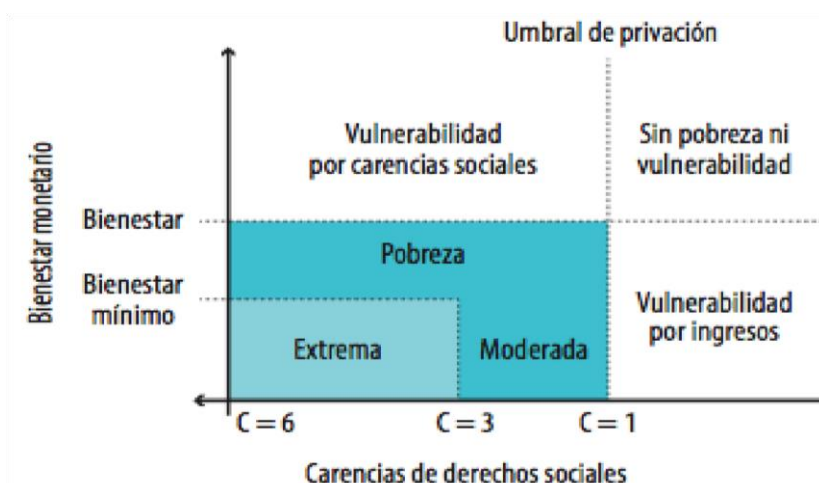 Umbral de privación
Bienestar monetario
Vulnerabilidad
por carencias sociales
Sin pobreza ni
vulnerabilidad
Bienestar
Pobreza
Bienestar
mínimo
Vulnerabilidad
por ingresos
Extrema
Moderada
C = 6
C = 3
C = 1
Carencias de derechos sociales